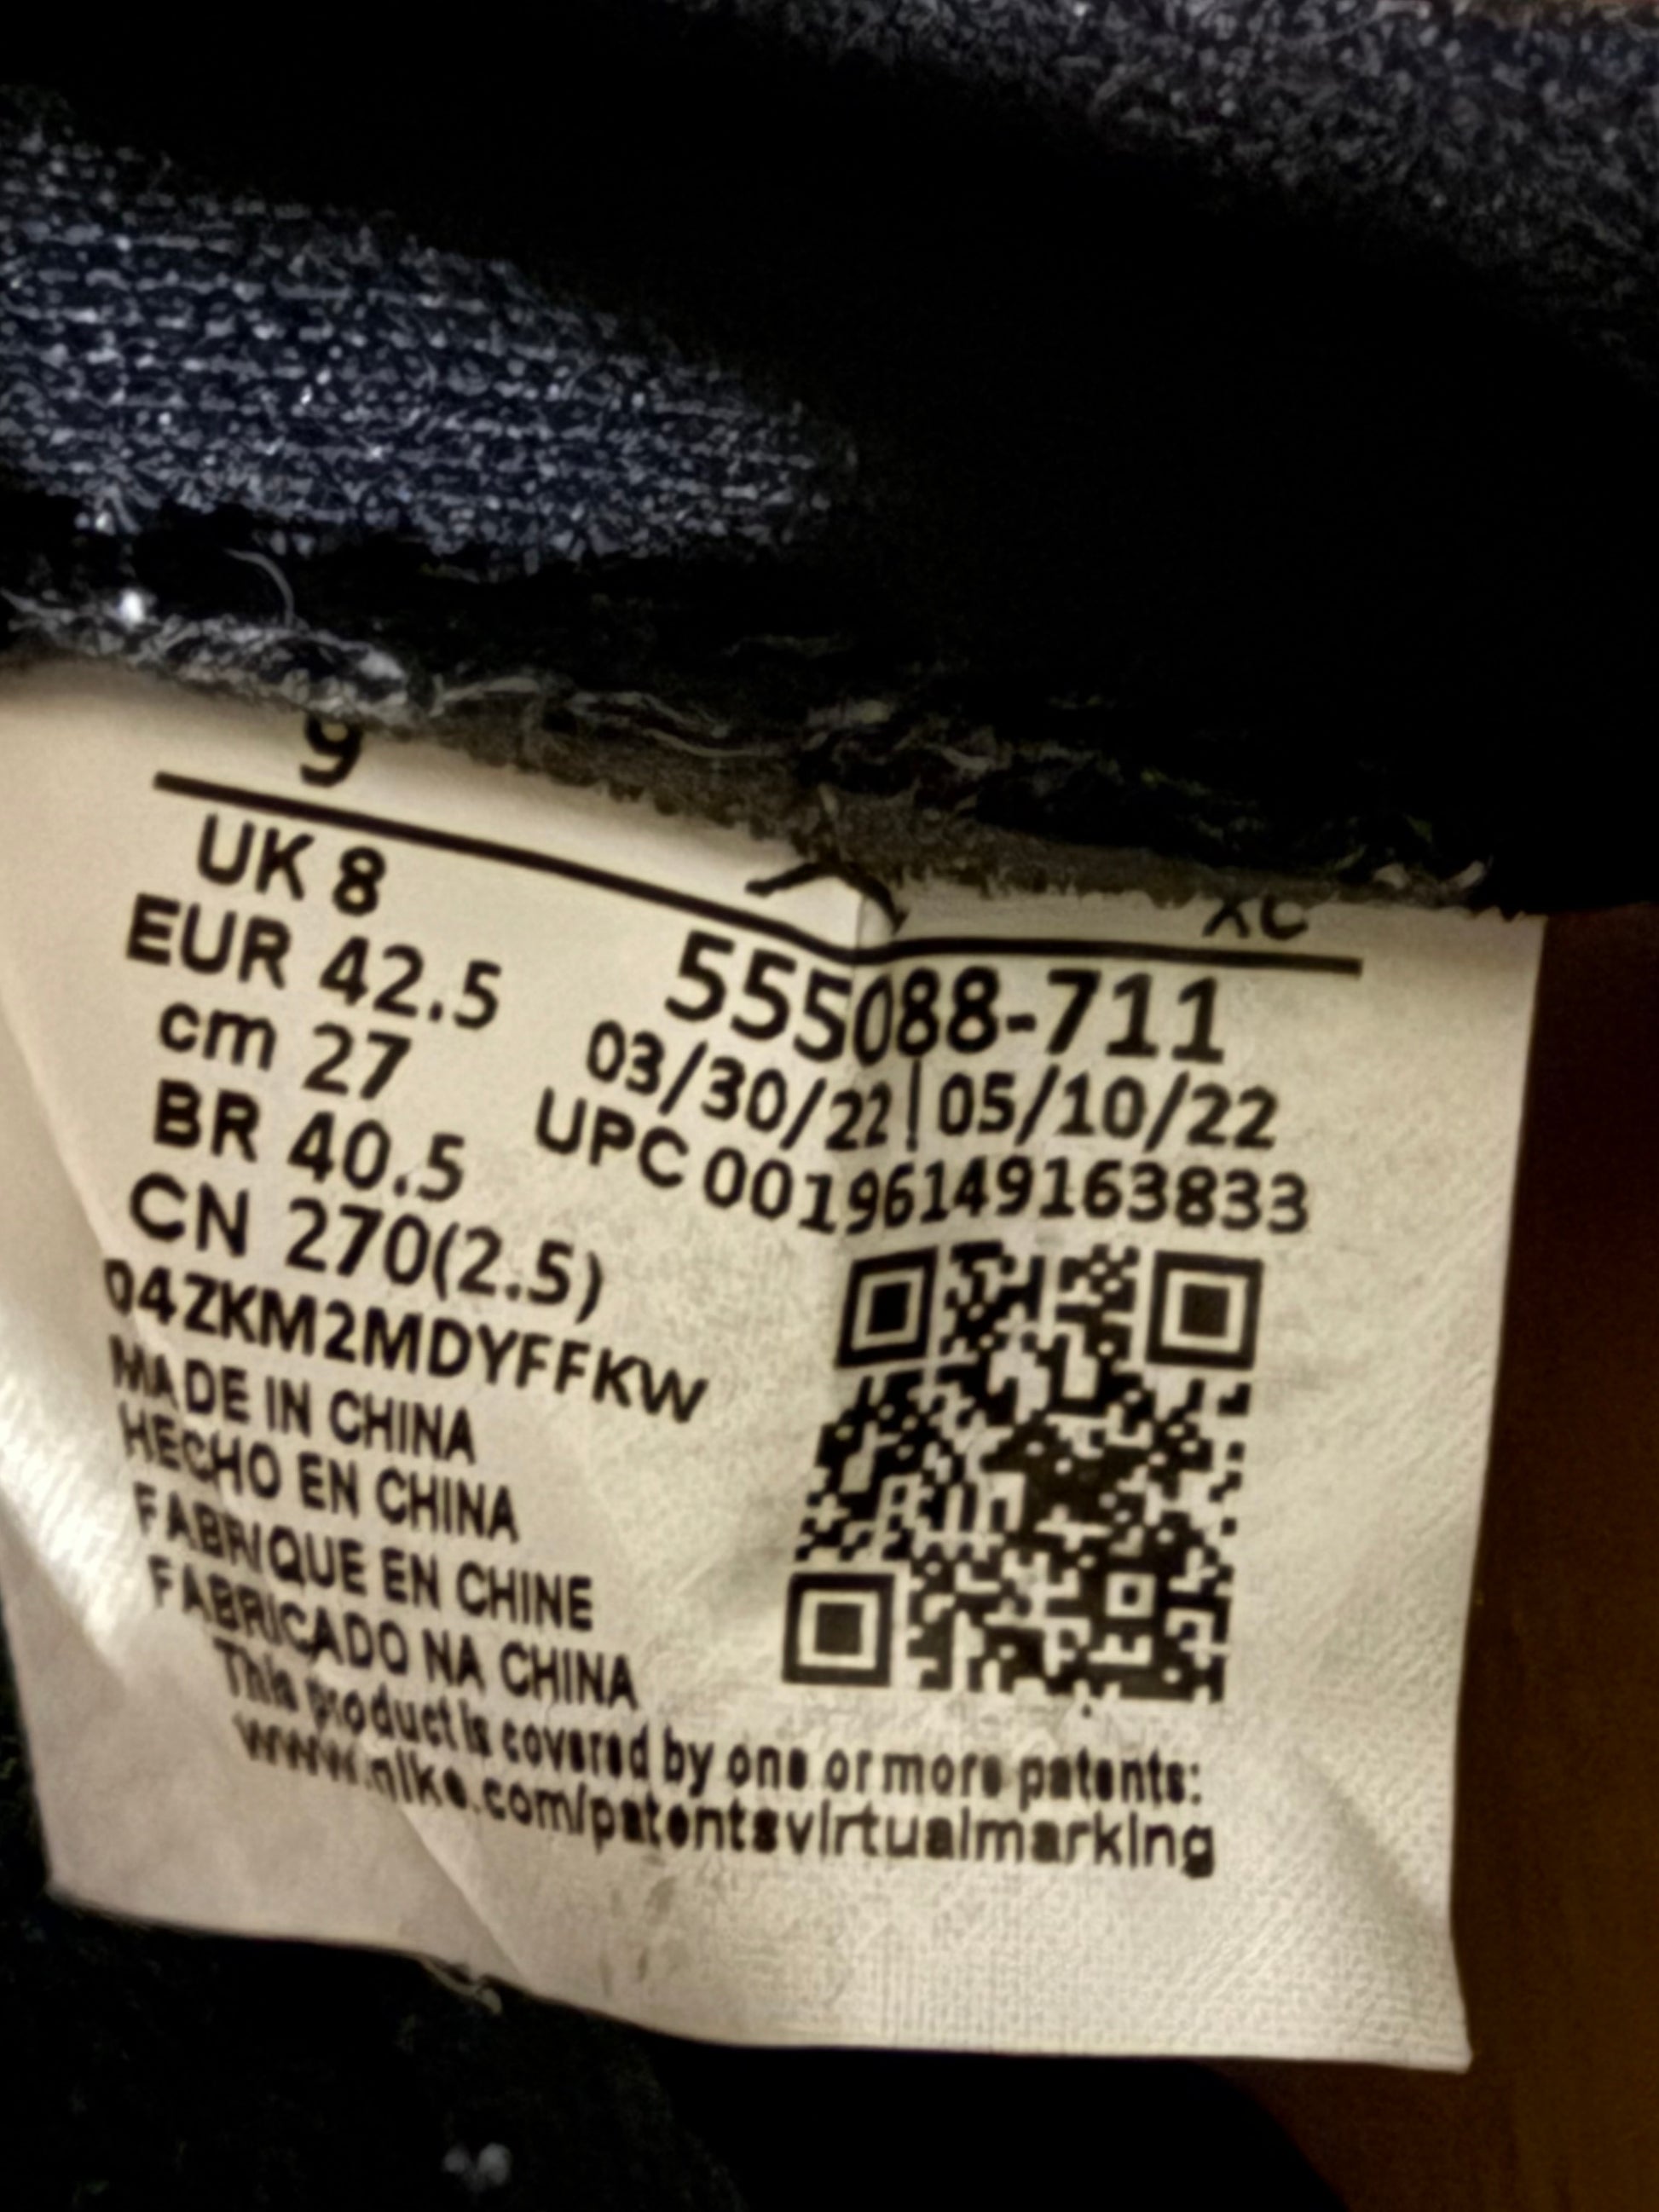 9
XC
UK 8
EUR 42.5
cm 27
BR 40.5
CN 270(2.5)
04ZKM2MDYFFKW
MADE IN CHINA
HECHO EN CHINA
FABRIQUE EN CHINE
FABRICADO NA CHINA
555088-711
03/30/22|05/10/22
UPC 00196149163833
This product is covered by one or more patents:
www.nike.com/patentsvirtualmarking